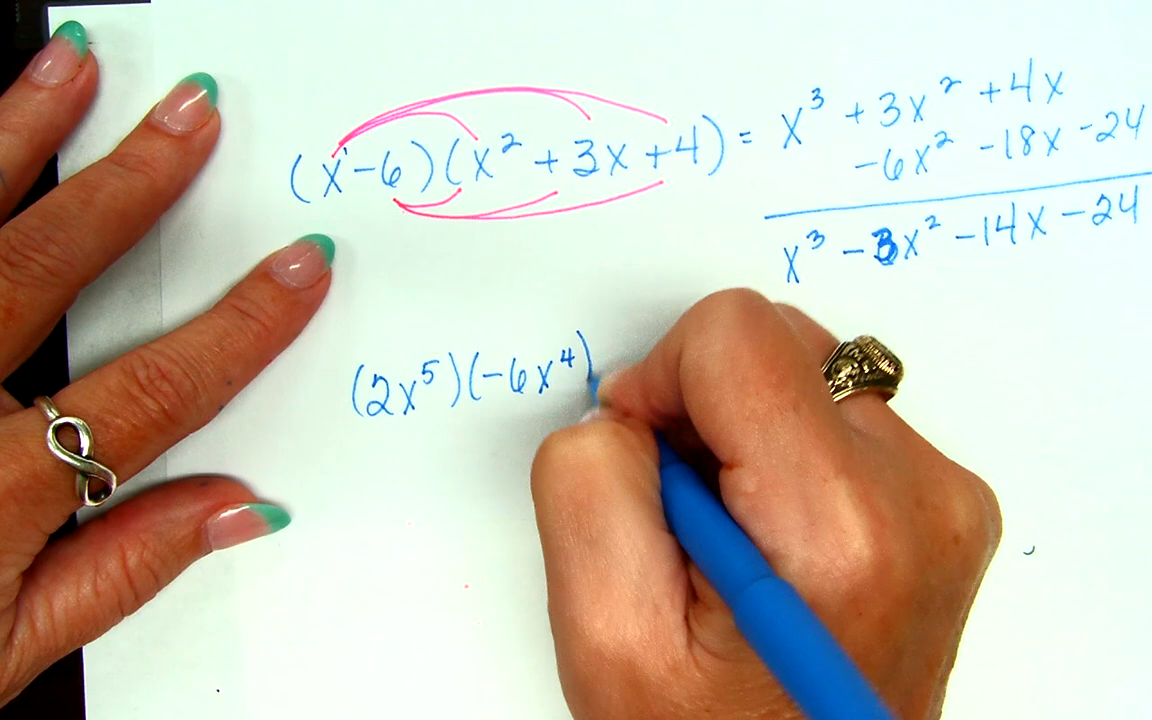 (x-6)(x² + 3x + 4) = x³ + 3x² + 4x
-6x² - 18x - 24
x³ - 3x² - 14x - 24
(2x⁵)(-6x⁴)